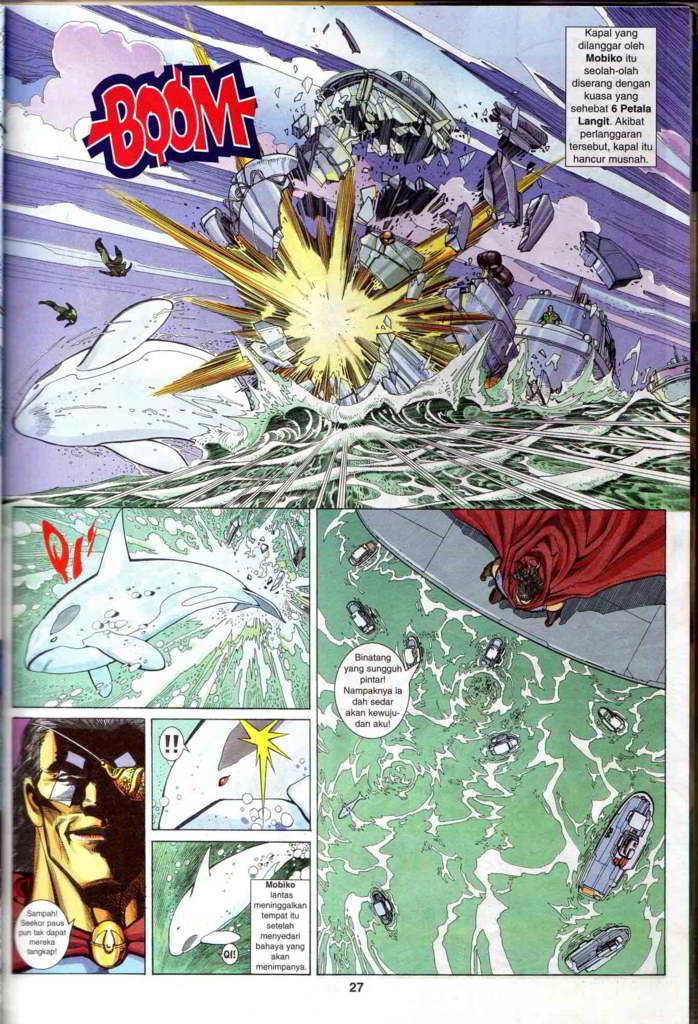 BOOM
Kapal yang
dilanggar oleh
Mobiko itu
seolah-olah
diserang dengan
kuasa yang
sehebat 6 Petala
Langit. Akibat
perlanggaran
tersebut, kapal itu
hancur musnah.
QI!
Binatang
yang sungguh
pintar!
Nampaknya ia
dah sedar
akan kewuju-
dan aku!
Sampah!
Seekor paus
pun tak dapat
mereka
tangkap!
!!
Mobiko
lantas
meninggalkan
tempat itu
setelah
menyedari
bahaya yang
akan
menimpanya.
QI!
27